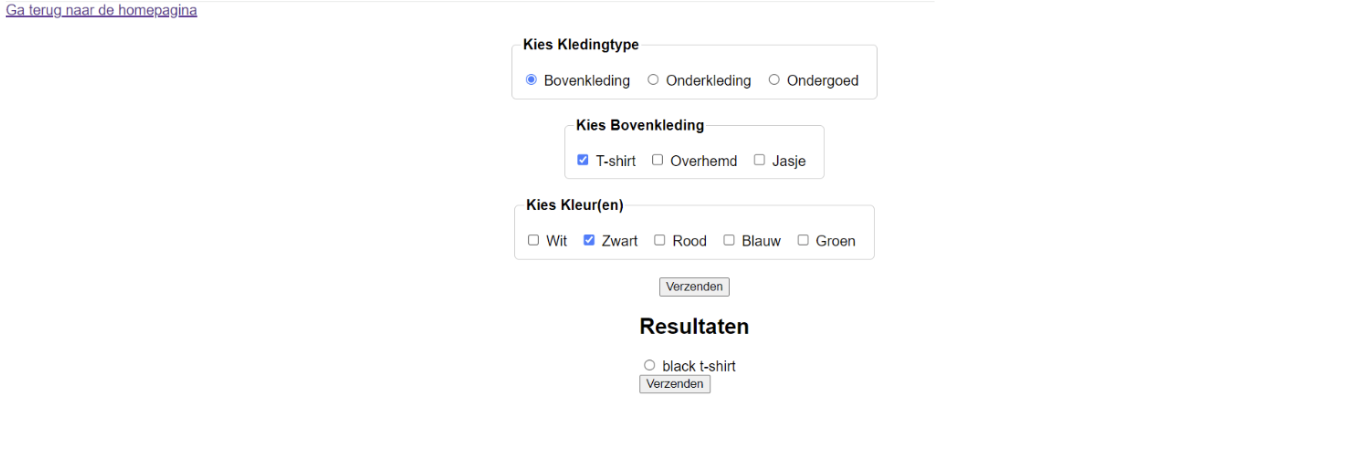 Ga terug naar de homepagina
Kies Kledingtype
Bovenkleding Onderkleding Ondergoed
Kies Bovenkleding
T-shirt Overhemd Jasje
Kies Kleur(en)
Wit Zwart Rood Blauw Groen
Verzenden
Resultaten
black t-shirt
Verzenden